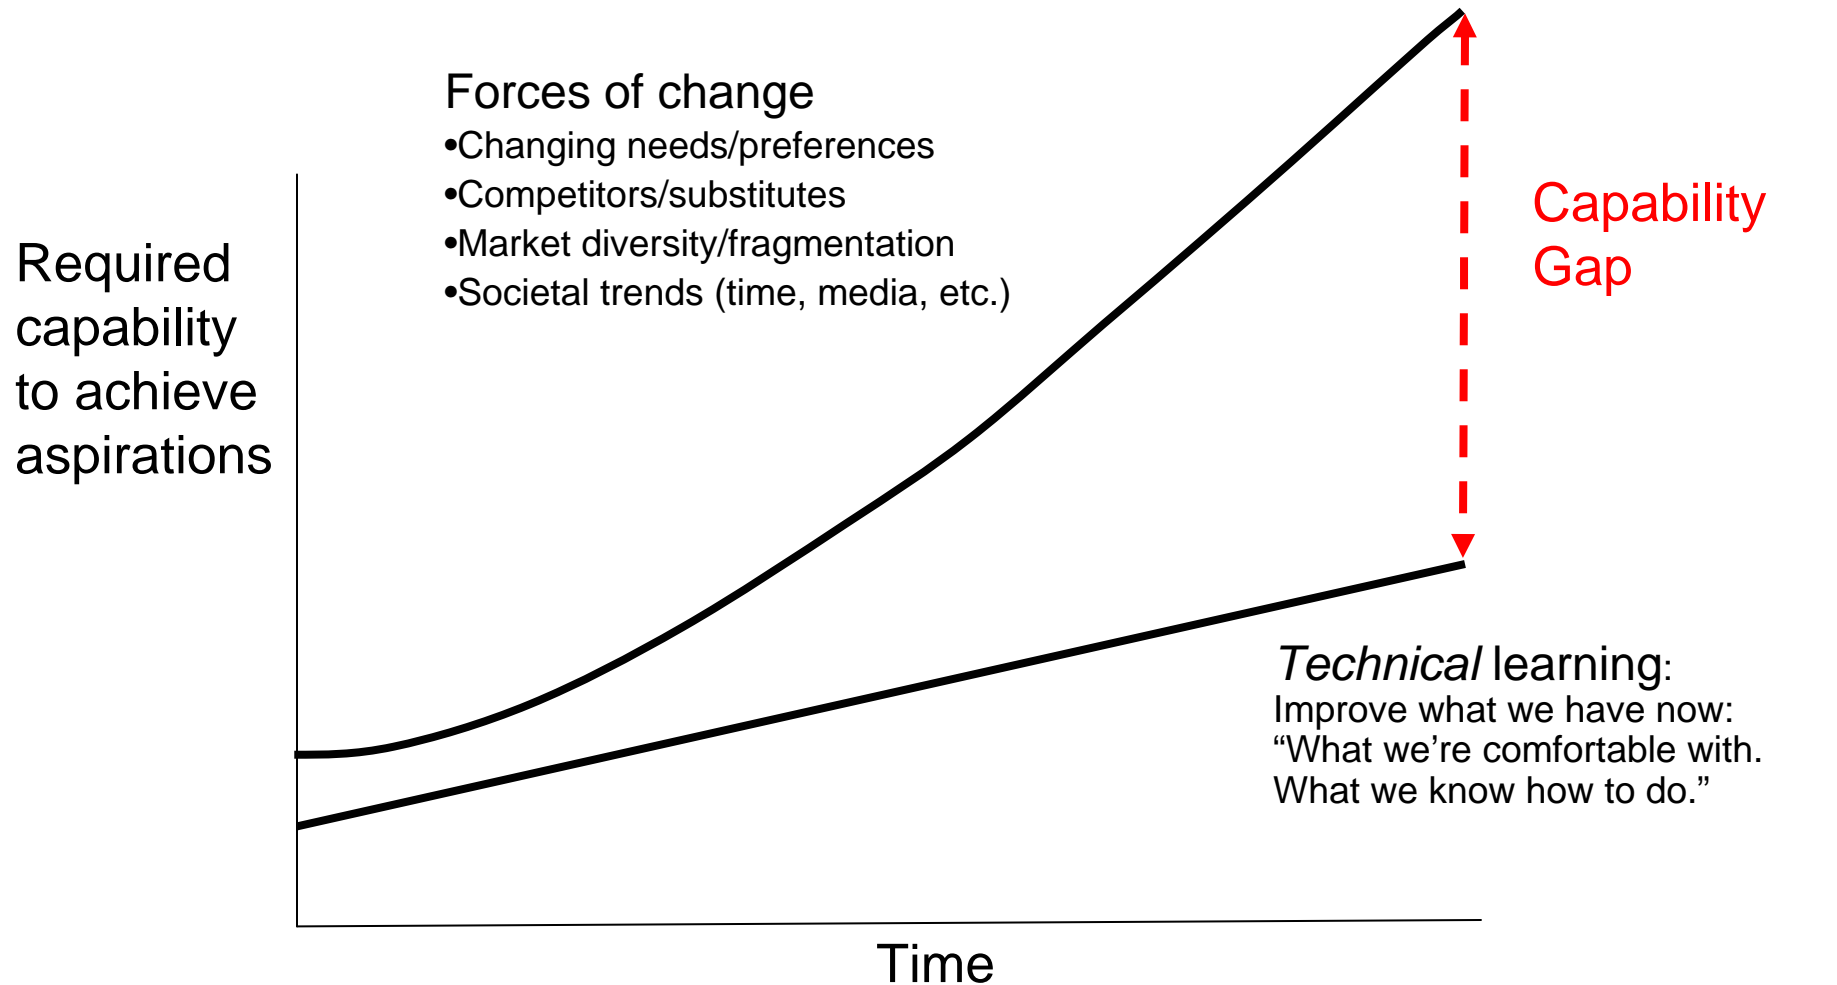 Forces of change
•Changing needs/preferences
•Competitors/substitutes
•Market diversity/fragmentation
•Societal trends (time, media, etc.)
Required
capability
to achieve
aspirations
Capability
Gap
Technical learning:
Improve what we have now:
“What we’re comfortable with.
What we know how to do.”
Time